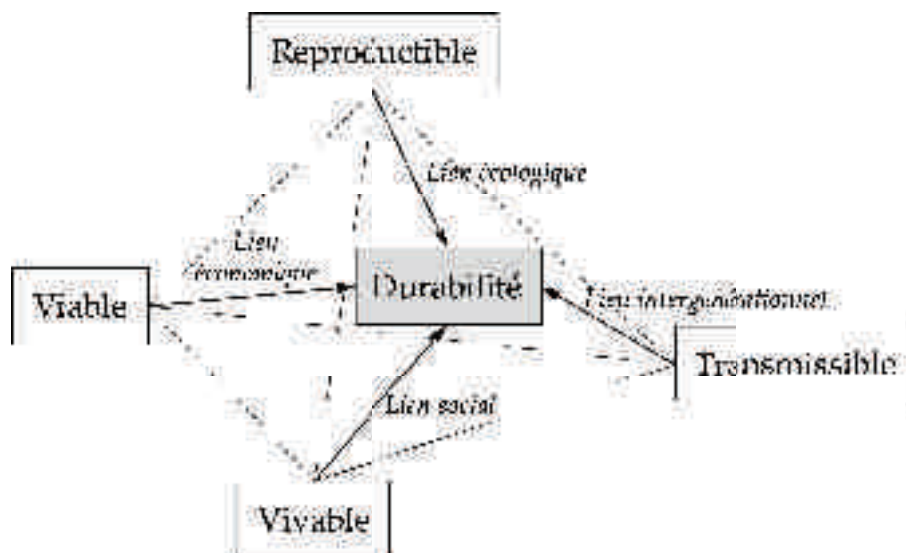 Reproductible
Lien écologique
Lien
économique
Viable
Durabilité
Lien intergénérationnel
Transmissible
Lien social
Vivable